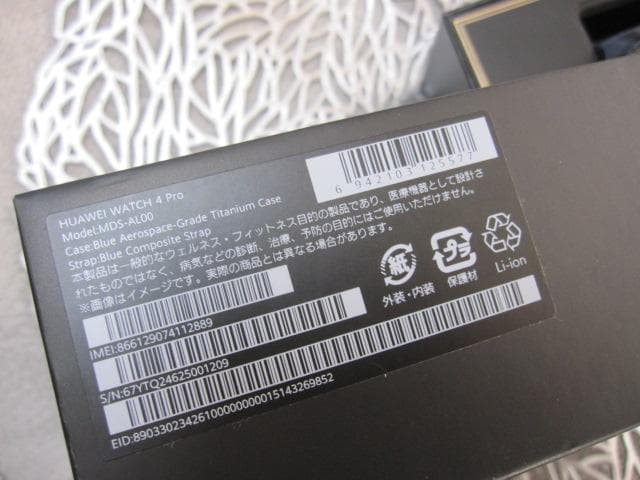 HUAWEI WATCH 4 Pro
Model:MDS-AL00
Case:Blue Aerospace-Grade Titanium Case
Strap:Blue Composite Strap
本製品は一般的なウェルネス・フィットネス目的の製品であり、医療機器として設計さ
れたものではなく、病気などの診断、治療、予防の目的にはご使用いただけません。
※画像はイメージです。実際の商品とは異なる場合があります。
6 942103 125577
紙
外装・内装
プラ
保護材
Li-ion
IMEI:866129074112889
S/N:67YTQ24625001209
EID:89033023426100000000015143269852